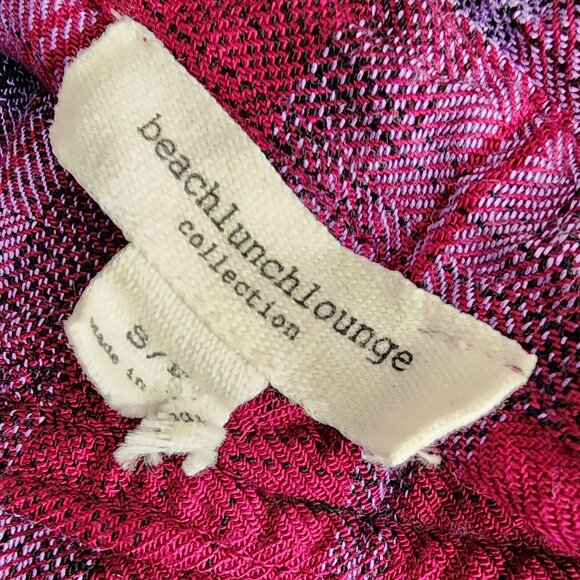 beachlunchlounge
collection
S/
made in